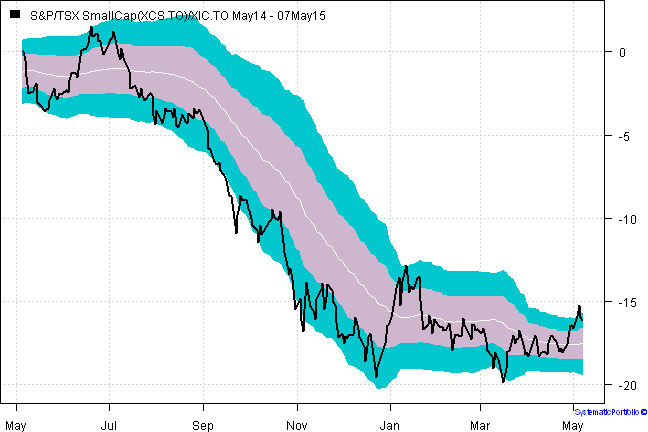 S&P/TSX SmallCap(XCS.TO)/XIC.TO May14 - 07May15
0
-5
-10
-15
-20
May Jul Sep Nov Jan Mar May
SystematicPortfolio ©